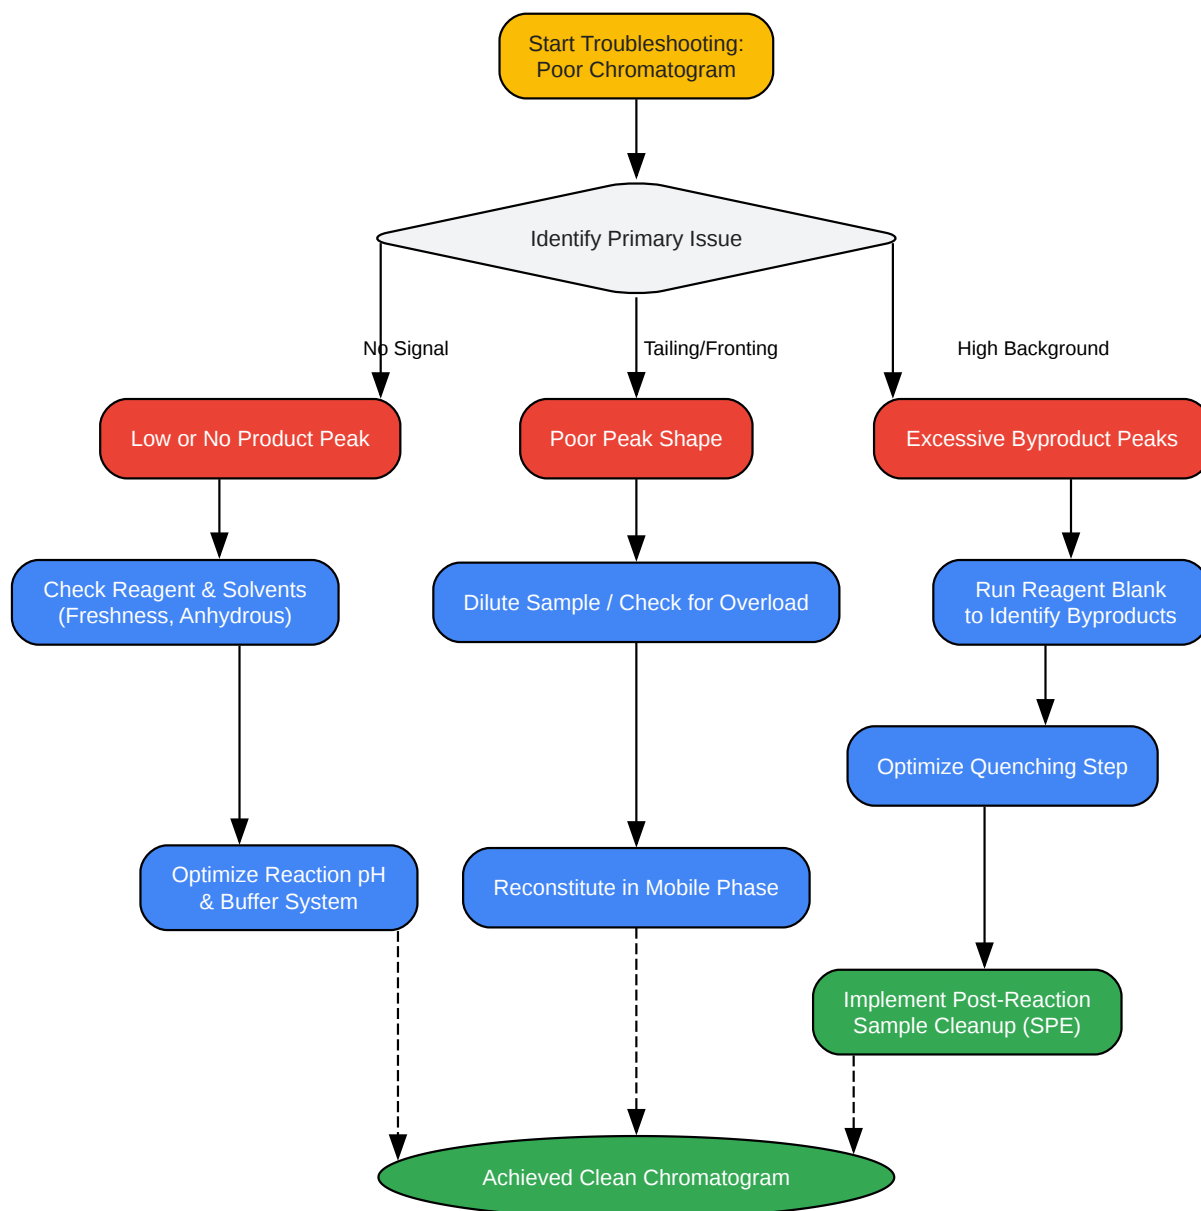 Start Troubleshooting:
Poor Chromatogram
Identify Primary Issue
No Signal
Tailing/Fronting
High Background
Low or No Product Peak
Poor Peak Shape
Excessive Byproduct Peaks
Check Reagent & Solvents
(Freshness, Anhydrous)
Dilute Sample / Check for Overload
Run Reagent Blank
to Identify Byproducts
Optimize Quenching Step
Optimize Reaction pH
& Buffer System
Reconstitute in Mobile Phase
Implement Post-Reaction
Sample Cleanup (SPE)
Achieved Clean Chromatogram